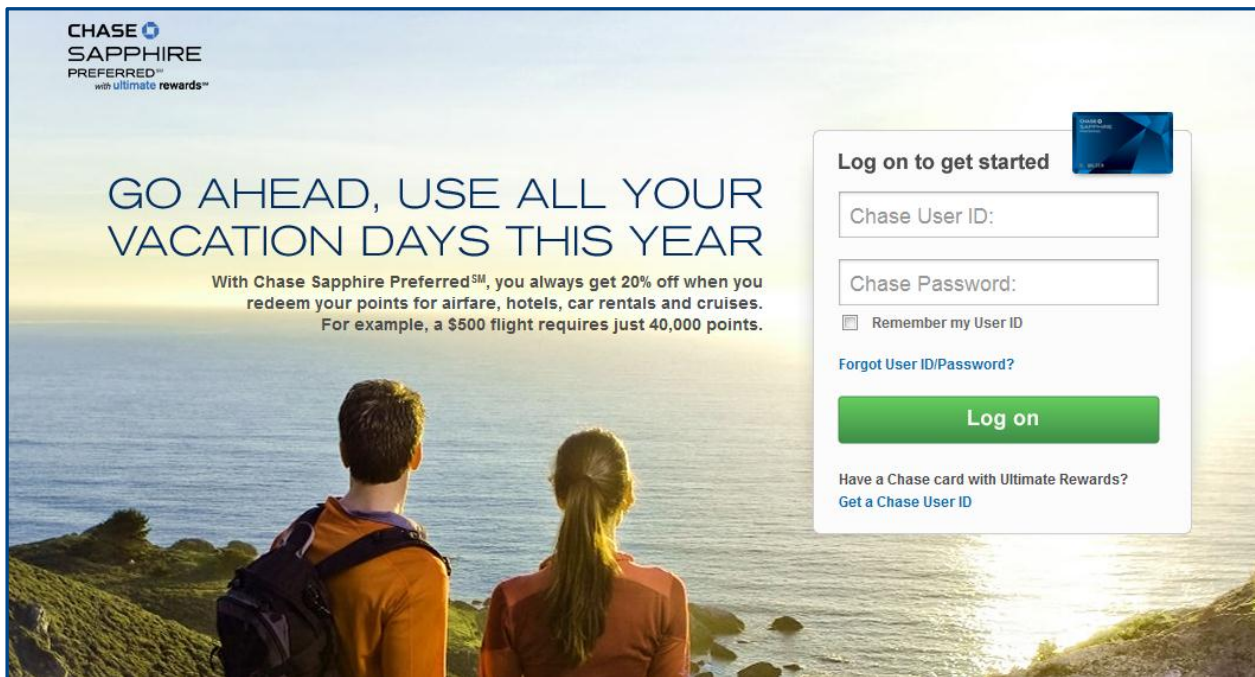 CHASE
SAPPHIRE
PREFERRED℠
with ultimate rewards℠
GO AHEAD, USE ALL YOUR
VACATION DAYS THIS YEAR
With Chase Sapphire Preferred℠, you always get 20% off when you
redeem your points for airfare, hotels, car rentals and cruises.
For example, a $500 flight requires just 40,000 points.
CHASE
SAPPHIRE
Log on to get started
Chase User ID:
Chase Password:
Remember my User ID
Forgot User ID/Password?
Log on
Have a Chase card with Ultimate Rewards?
Get a Chase User ID